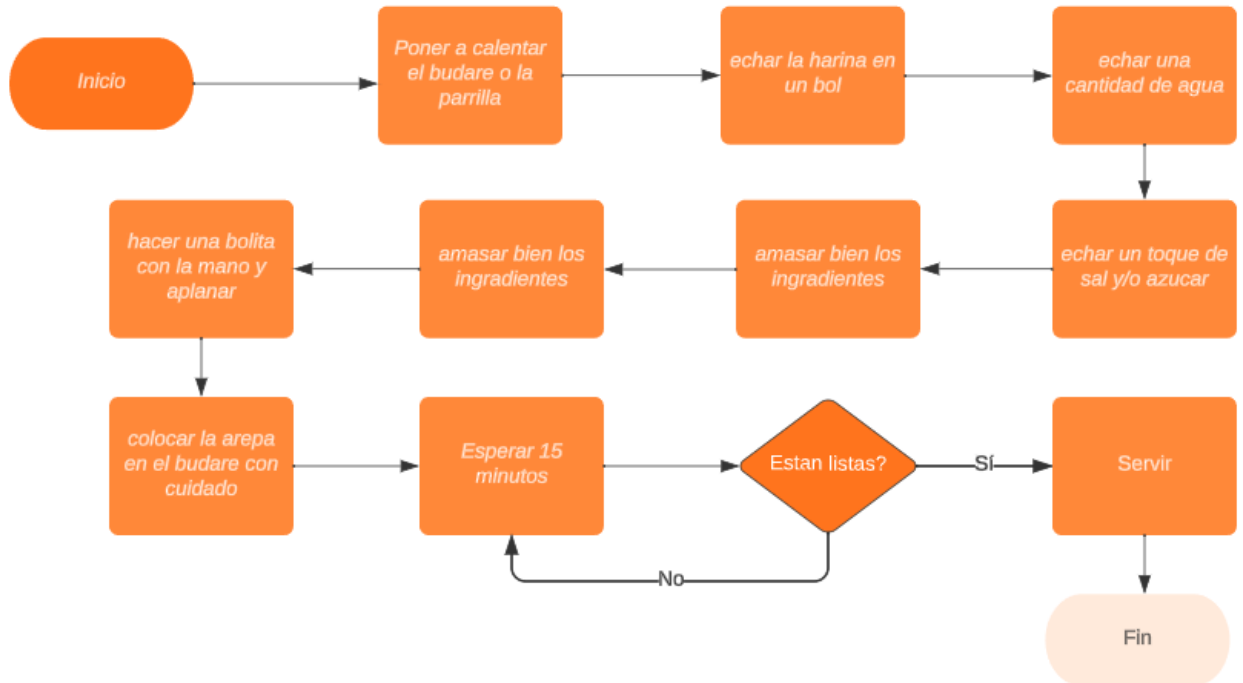 Inicio
Poner a calentar
el budare o la
parrilla
echar la harina en
un bol
echar una
cantidad de agua
echar un toque de
sal y/o azucar
amasar bien los
ingredientes
amasar bien los
ingredientes
hacer una bolita
con la mano y
aplanar
colocar la arepa
en el budare con
cuidado
Esperar 15
minutos
Estan listas?
Sí
Servir
No
Fin